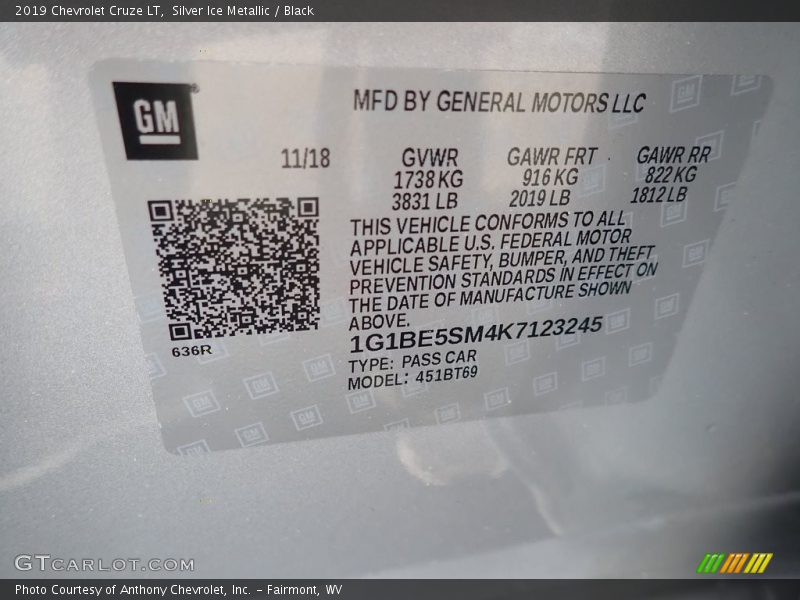 2019 Chevrolet Cruze LT,  Silver Ice Metallic / Black
GM®
MFD BY GENERAL MOTORS LLC
11/18
GVWR
1738 KG
3831 LB
GAWR FRT
916 KG
2019 LB
GAWR RR
822 KG
1812 LB
THIS VEHICLE CONFORMS TO ALL
APPLICABLE U.S. FEDERAL MOTOR
VEHICLE SAFETY, BUMPER, AND THEFT
PREVENTION STANDARDS IN EFFECT ON
THE DATE OF MANUFACTURE SHOWN
ABOVE.
1G1BE5SM4K7123245
TYPE: PASS CAR
MODEL: 451BT69
636R
GTCARLOT.COM
Photo Courtesy of Anthony Chevrolet, Inc. – Fairmont, WV